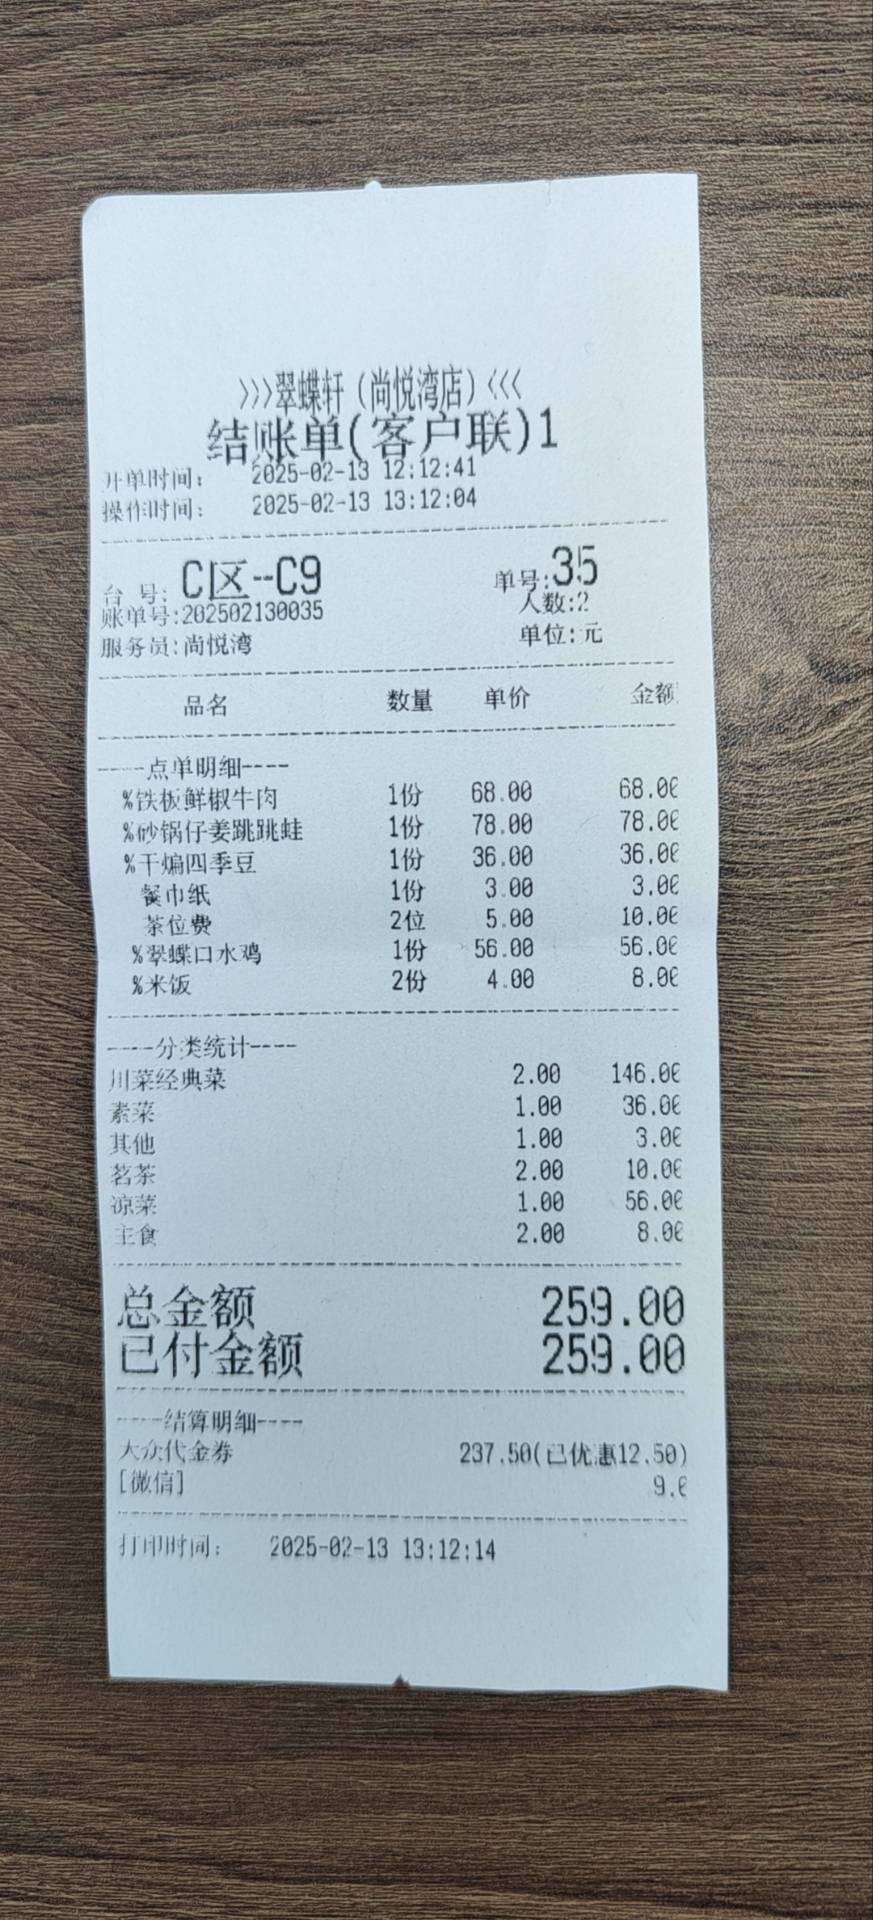 >>>翠蝶轩(尚悦湾店)<<<
结账单(客户联)1
开单时间: 2025-02-13 12:12:41
操作时间: 2025-02-13 13:12:04
台 号: C区--C9 单号:35
账单号:202502130035 人数:2
服务员:尚悦湾 单位:元
品名 数量 单价 金额
----点单明细----
%铁板鲜椒牛肉 1份 68.00 68.00
%砂锅仔姜跳跳蛙 1份 78.00 78.00
%干煸四季豆 1份 36.00 36.00
餐巾纸 1份 3.00 3.00
茶位费 2位 5.00 10.00
%翠蝶口水鸡 1份 56.00 56.00
%米饭 2份 4.00 8.00
----分类统计----
川菜经典菜 2.00 146.00
素菜 1.00 36.00
其他 1.00 3.00
茗茶 2.00 10.00
凉菜 1.00 56.00
主食 2.00 8.00
总金额 259.00
已付金额 259.00
----结算明细----
大众代金券 237.50(已优惠12.50)
[微信] 9.0
打印时间: 2025-02-13 13:12:14